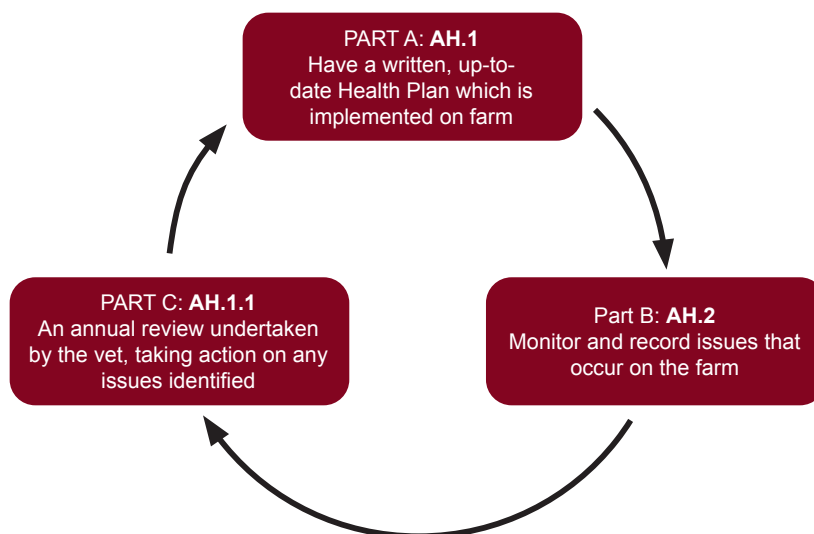 PART A: AH.1
Have a written, up-to-
date Health Plan which is
implemented on farm
PART C: AH.1.1
An annual review undertaken
by the vet, taking action on any
issues identified
Part B: AH.2
Monitor and record issues that
occur on the farm